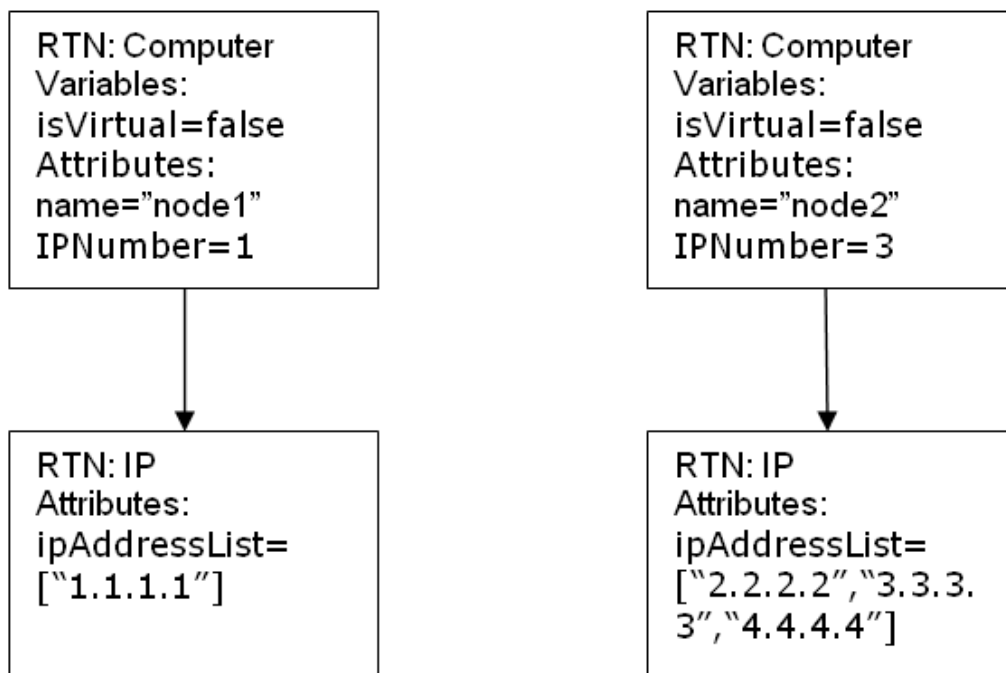 RTN: Computer
Variables:
isVirtual=false
Attributes:
name=”node1”
IPNumber=1
RTN: Computer
Variables:
isVirtual=false
Attributes:
name=”node2”
IPNumber=3
RTN: IP
Attributes:
ipAddressList=
[“1.1.1.1”]
RTN: IP
Attributes:
ipAddressList=
[“2.2.2.2”,“3.3.3.
3”,“4.4.4.4”]